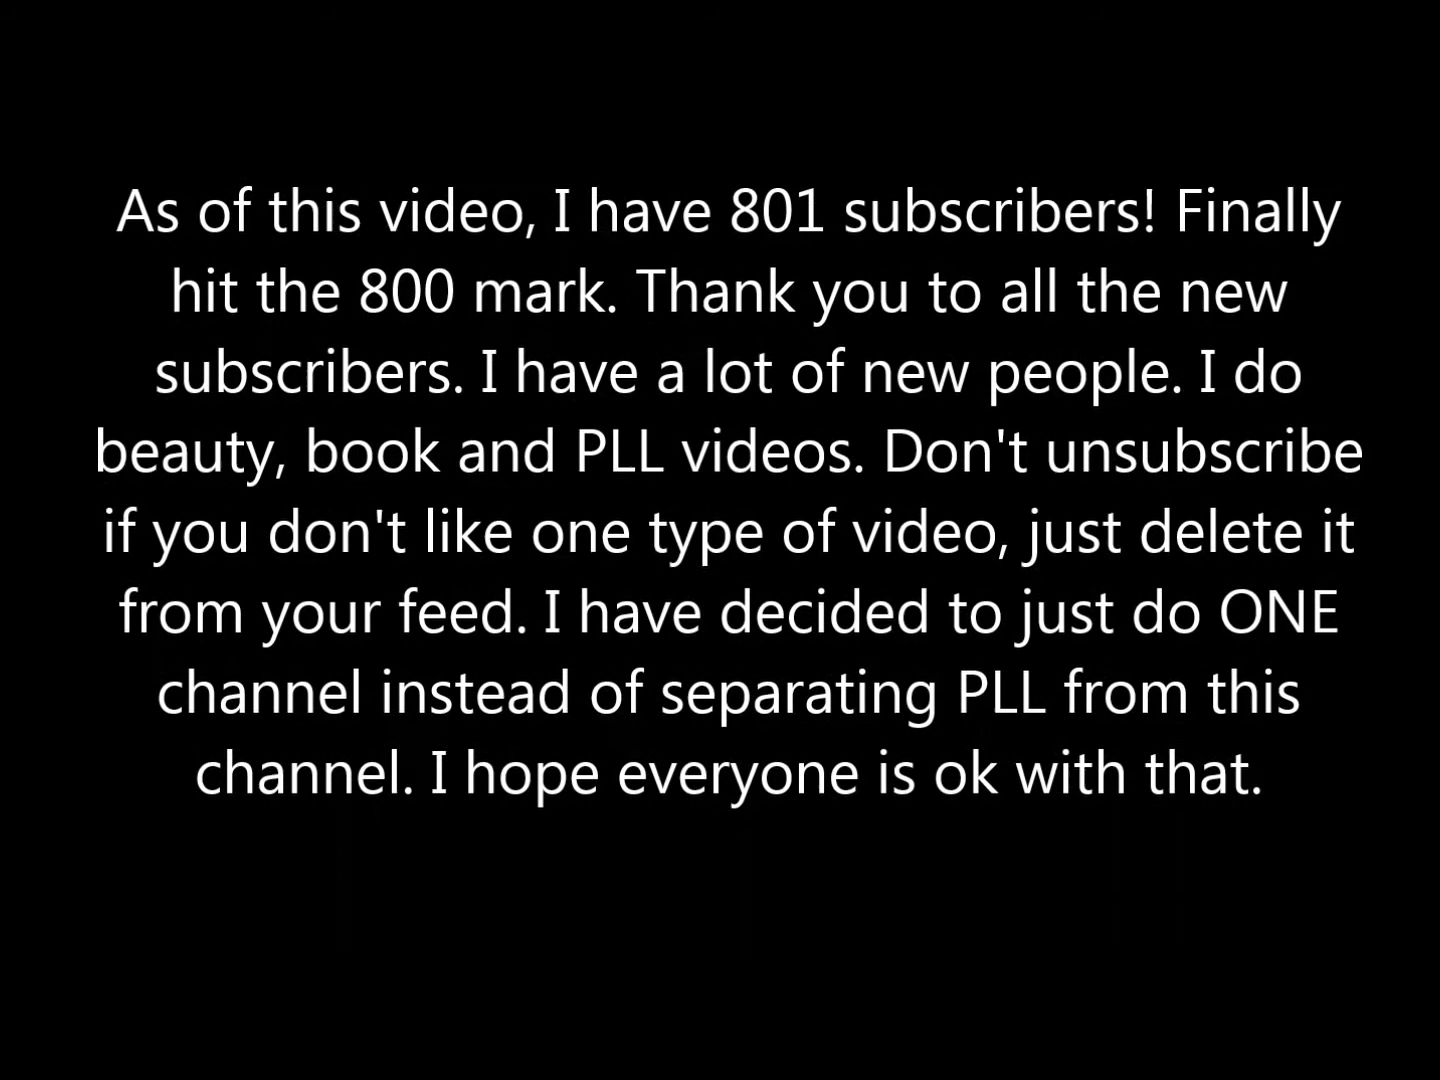 As of this video, I have 801 subscribers! Finally
hit the 800 mark. Thank you to all the new
subscribers. I have a lot of new people. I do
beauty, book and PLL videos. Don't unsubscribe
if you don't like one type of video, just delete it
from your feed. I have decided to just do ONE
channel instead of separating PLL from this
channel. I hope everyone is ok with that.